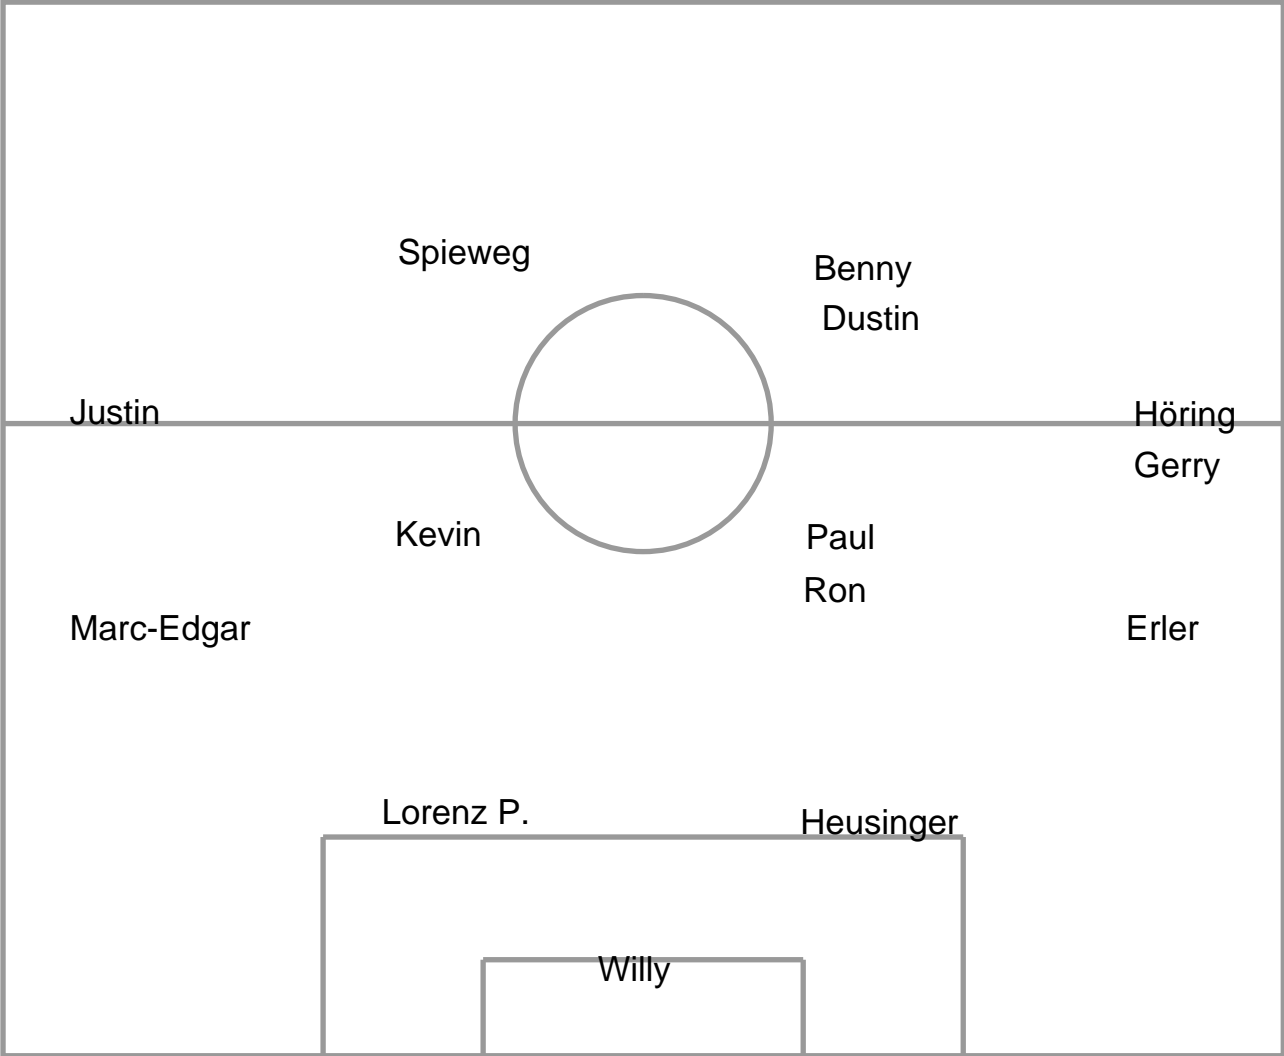 Spieweg
Benny
Dustin
Justin
Höring
Gerry
Kevin
Paul
Ron
Marc-Edgar
Erler
Lorenz P.
Heusinger
Willy